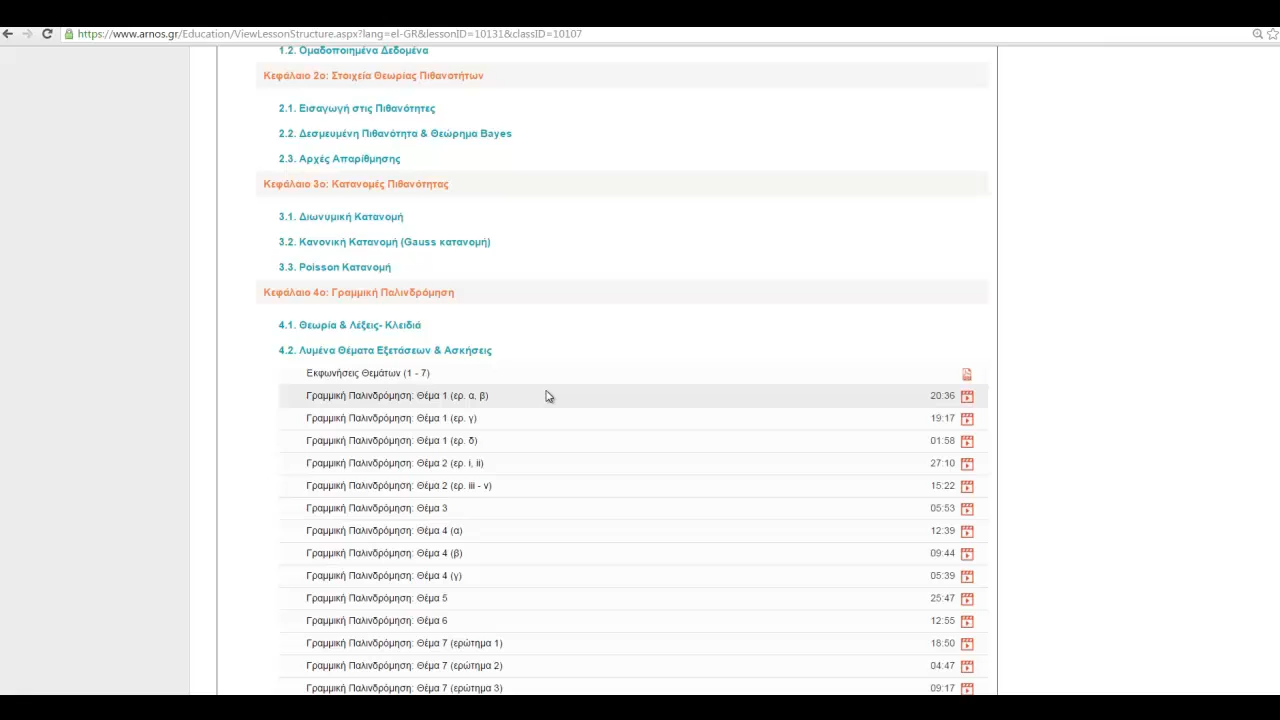 https://www.arnos.gr/Education/ViewLessonStructure.aspx?lang=el-GR&lessonID=10131&classID=10107
1.2. Ομαδοποιημένα Δεδομένα
Κεφάλαιο 2ο: Στοιχεία Θεωρίας Πιθανοτήτων
2.1. Εισαγωγή στις Πιθανότητες
2.2. Δεσμευμένη Πιθανότητα & Θεώρημα Bayes
2.3. Αρχές Απαρίθμησης
Κεφάλαιο 3ο: Κατανομές Πιθανότητας
3.1. Διωνυμική Κατανομή
3.2. Κανονική Κατανομή (Gauss κατανομή)
3.3. Poisson Κατανομή
Κεφάλαιο 4ο: Γραμμική Παλινδρόμηση
4.1. Θεωρία & Λέξεις- Κλειδιά
4.2. Λυμένα Θέματα Εξετάσεων & Ασκήσεις
Εκφωνήσεις Θεμάτων (1 - 7)
Γραμμική Παλινδρόμηση: Θέμα 1 (ερ. α, β) 20:36
Γραμμική Παλινδρόμηση: Θέμα 1 (ερ. γ) 19:17
Γραμμική Παλινδρόμηση: Θέμα 1 (ερ. δ) 01:58
Γραμμική Παλινδρόμηση: Θέμα 2 (ερ. i, ii) 27:10
Γραμμική Παλινδρόμηση: Θέμα 2 (ερ. iii - v) 15:22
Γραμμική Παλινδρόμηση: Θέμα 3 05:53
Γραμμική Παλινδρόμηση: Θέμα 4 (α) 12:39
Γραμμική Παλινδρόμηση: Θέμα 4 (β) 09:44
Γραμμική Παλινδρόμηση: Θέμα 4 (γ) 05:39
Γραμμική Παλινδρόμηση: Θέμα 5 25:47
Γραμμική Παλινδρόμηση: Θέμα 6 12:55
Γραμμική Παλινδρόμηση: Θέμα 7 (ερώτημα 1) 18:50
Γραμμική Παλινδρόμηση: Θέμα 7 (ερώτημα 2) 04:47
Γραμμική Παλινδρόμηση: Θέμα 7 (ερώτημα 3) 09:17